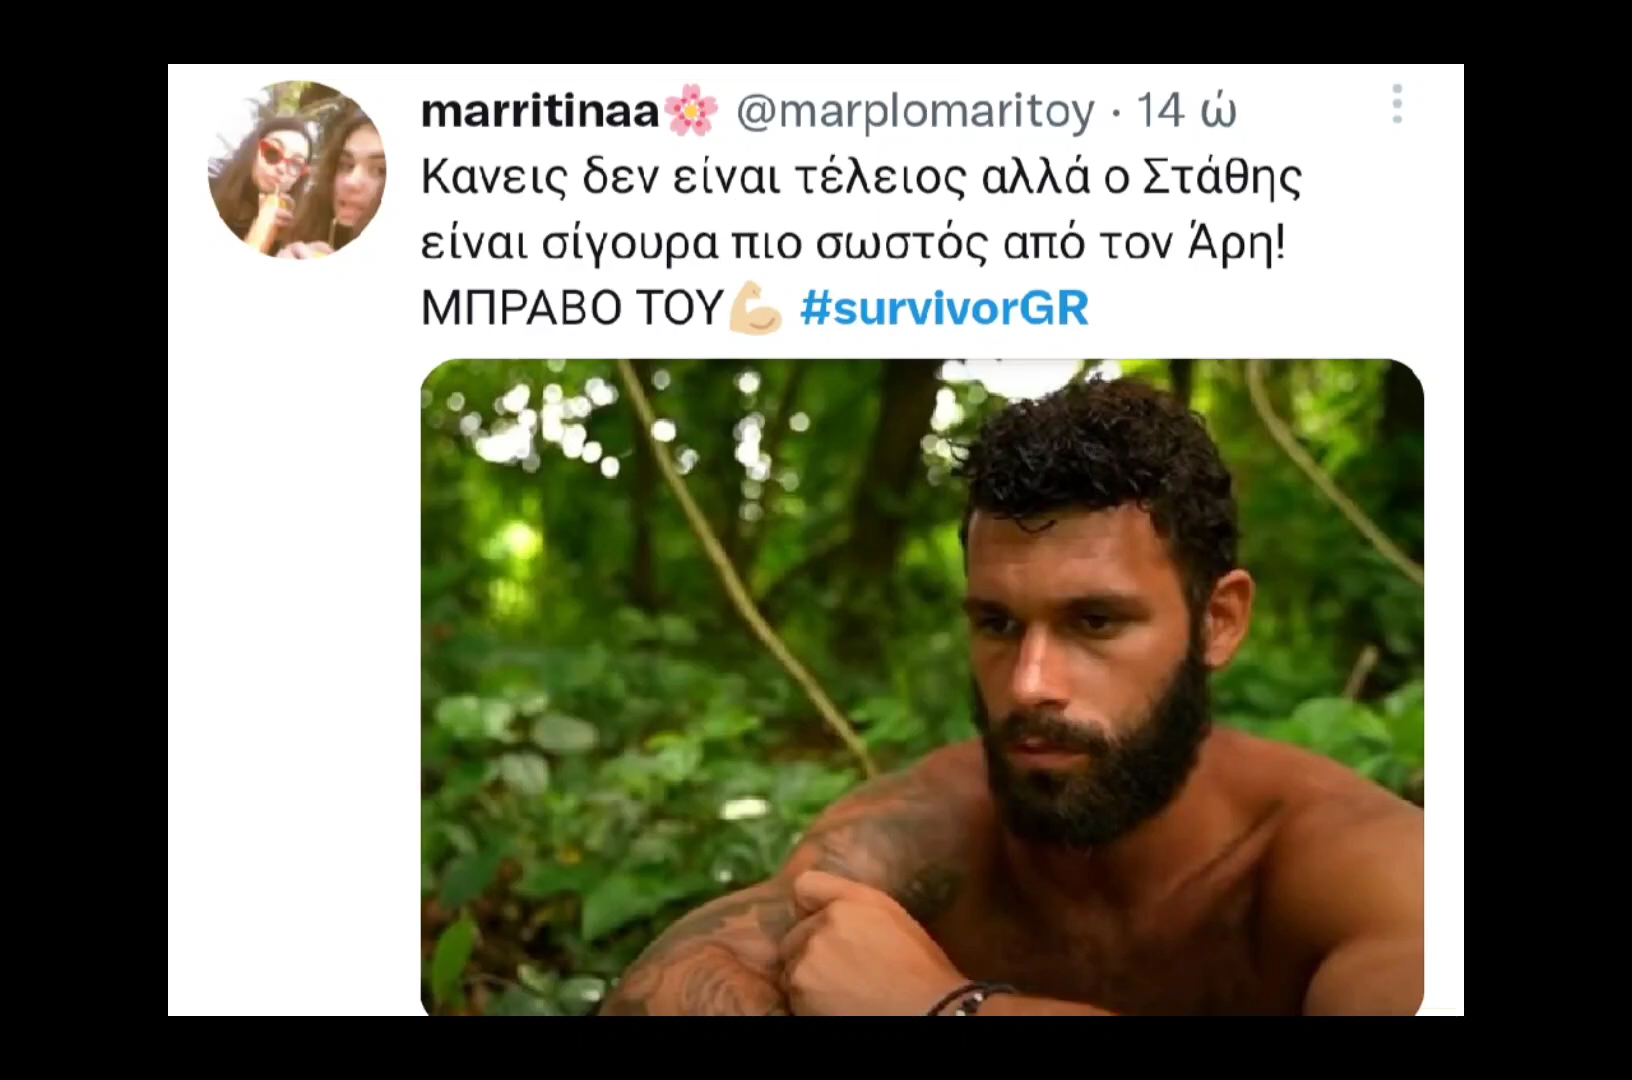 marritinaa🌸 @marplomaritoy · 14 ώ
Κανεις δεν είναι τέλειος αλλά ο Στάθης
είναι σίγουρα πιο σωστός από τον Άρη!
ΜΠΡΑΒΟ ΤΟΥ💪🏼 #survivorGR